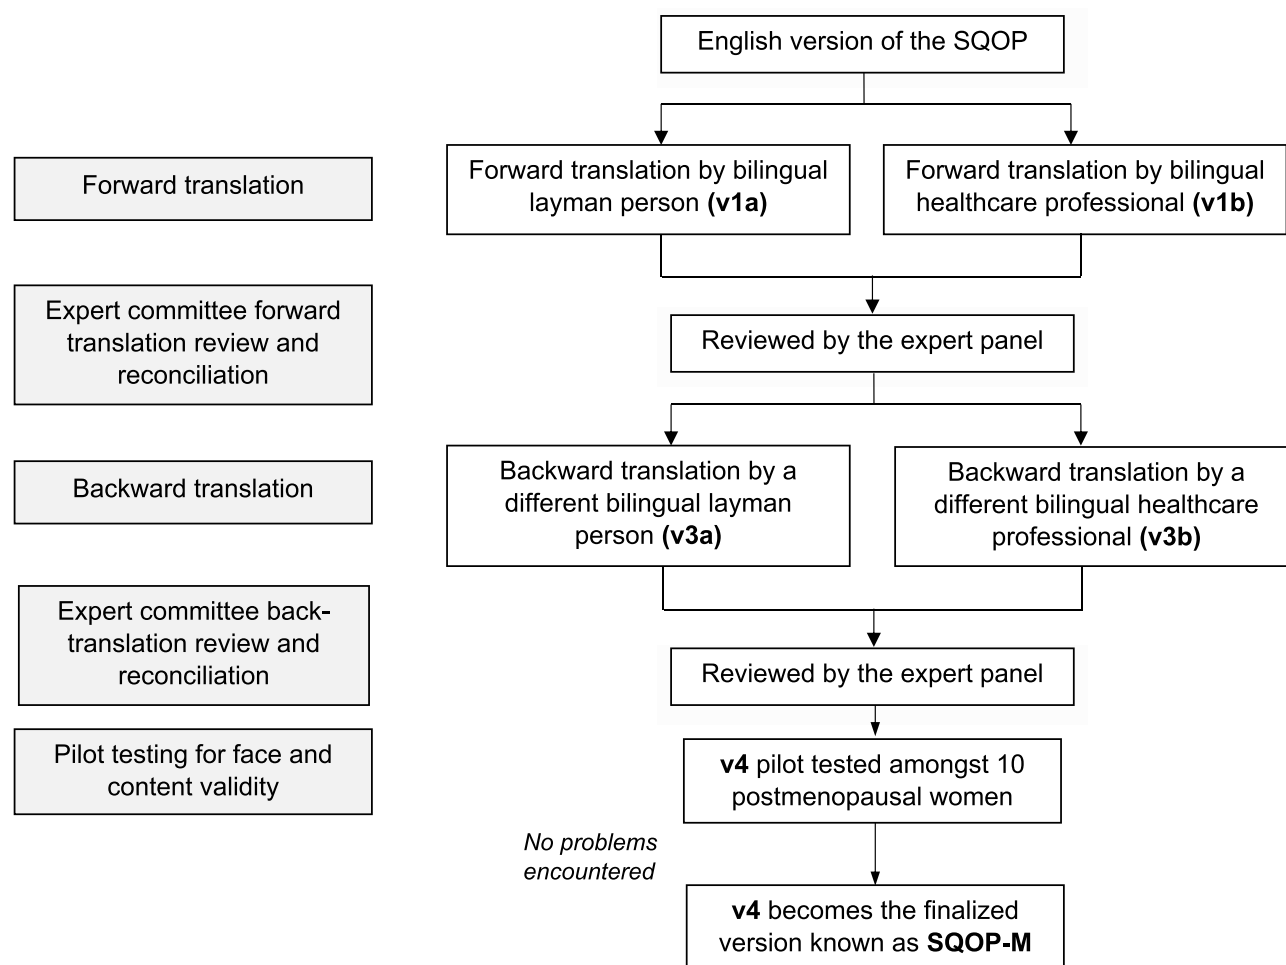 English version of the SQOP
Forward translation
Forward translation by bilingual
layman person (v1a)
Forward translation by bilingual
healthcare professional (v1b)
Expert committee forward
translation review and
reconciliation
Reviewed by the expert panel
Backward translation
Backward translation by a
different bilingual layman
person (v3a)
Backward translation by a
different bilingual healthcare
professional (v3b)
Expert committee back-
translation review and
reconciliation
Reviewed by the expert panel
Pilot testing for face and
content validity
v4 pilot tested amongst 10
postmenopausal women
No problems
encountered
v4 becomes the finalized
version known as SQOP-M